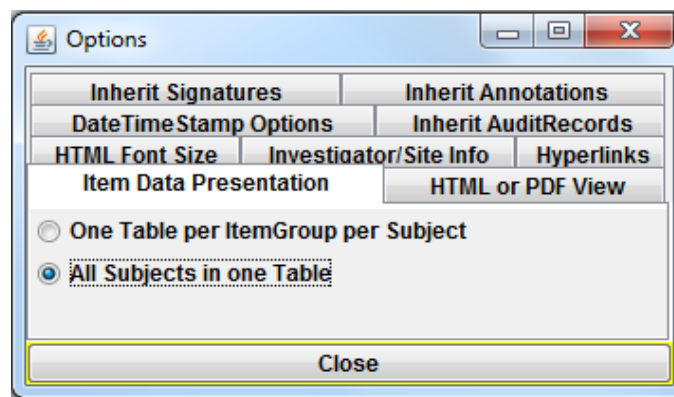 Options
Inherit Signatures Inherit Annotations
DateTimeStamp Options Inherit AuditRecords
HTML Font Size Investigator/Site Info Hyperlinks
Item Data Presentation HTML or PDF View
One Table per ItemGroup per Subject
All Subjects in one Table
Close